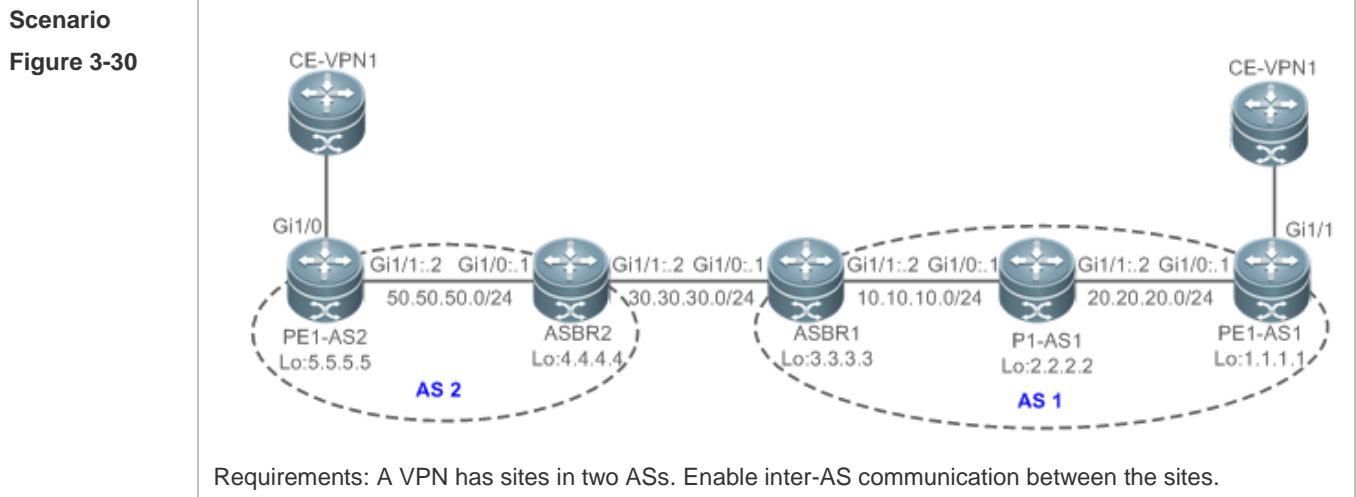 Scenario
Figure 3-30
CE-VPN1
CE-VPN1
Gi1/0
Gi1/1
Gi1/1:.2 Gi1/0:.1
Gi1/1:.2 Gi1/0:.1
Gi1/1:.2 Gi1/0:.1
Gi1/1:.2 Gi1/0:.1
50.50.50.0/24
30.30.30.0/24
10.10.10.0/24
20.20.20.0/24
PE1-AS2
Lo:5.5.5.5
ASBR2
Lo:4.4.4.4
ASBR1
Lo:3.3.3.3
P1-AS1
Lo:2.2.2.2
PE1-AS1
Lo:1.1.1.1
AS 2
AS 1
Requirements: A VPN has sites in two ASs. Enable inter-AS communication between the sites.